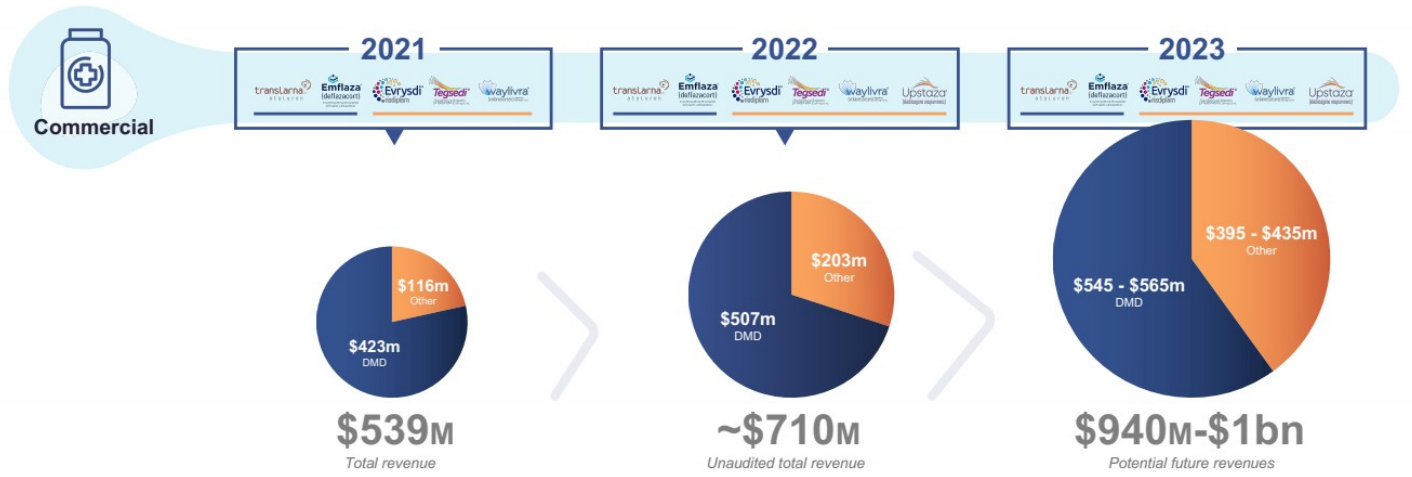 Commercial
2021
translarna
ataluren
Emflaza
(deflazacort)
Evrysdi
risdiplam
Tegsedi
waylivra
2022
translarna
ataluren
Emflaza
(deflazacort)
Evrysdi
risdiplam
Tegsedi
waylivra
Upstaza
2023
translarna
ataluren
Emflaza
(deflazacort)
Evrysdi
risdiplam
Tegsedi
waylivra
Upstaza
$116m
Other
$423m
DMD
$203m
Other
$507m
DMD
$395 - $435m
Other
$545 - $565m
DMD
$539M
Total revenue
~$710M
Unaudited total revenue
$940M-$1bn
Potential future revenues